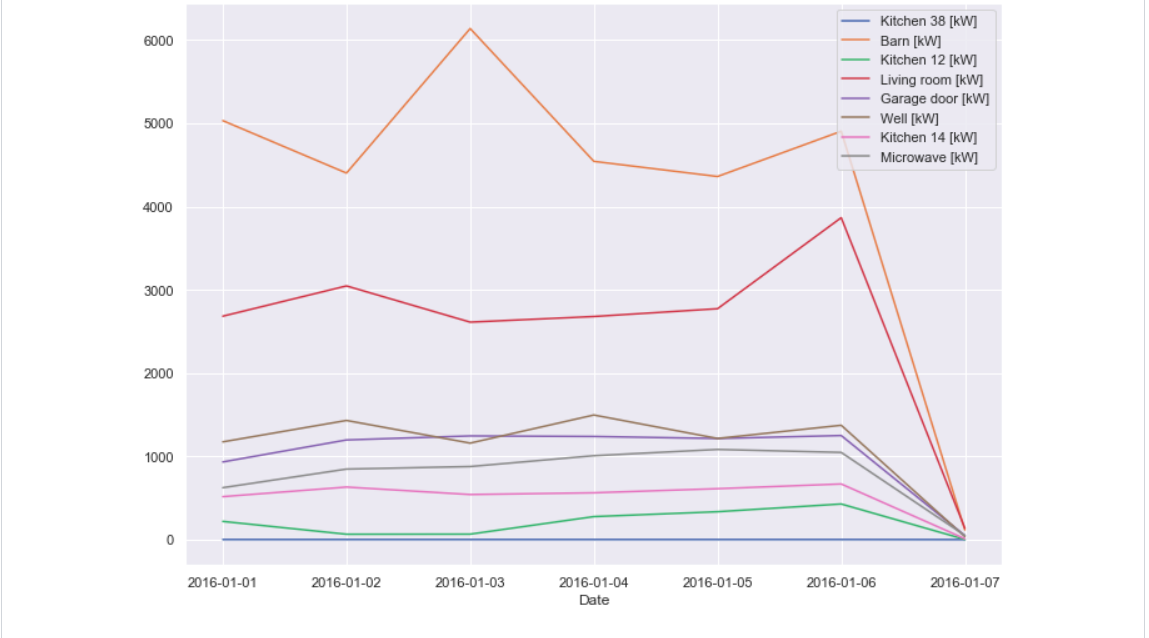 6000
5000
4000
3000
2000
1000
0
Kitchen 38 [kW]
Barn [kW]
Kitchen 12 [kW]
Living room [kW]
Garage door [kW]
Well [kW]
Kitchen 14 [kW]
Microwave [kW]
2016-01-01 2016-01-02 2016-01-03 2016-01-04 2016-01-05 2016-01-06 2016-01-07
Date